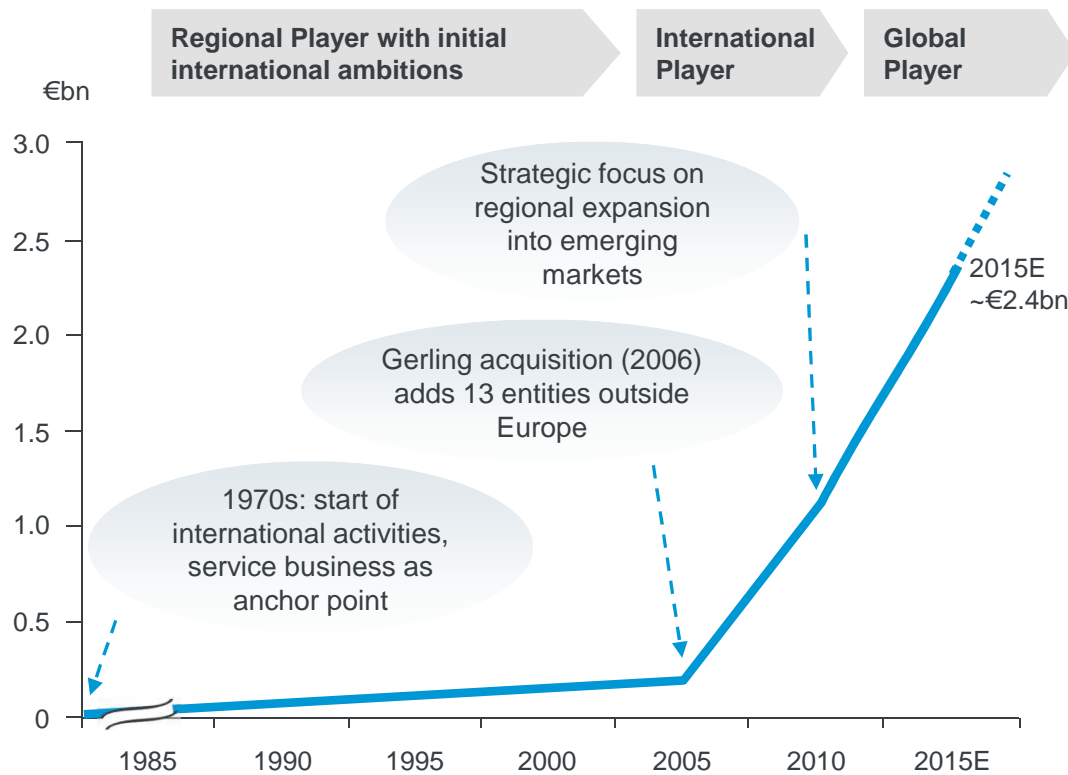 Regional Player with initial
international ambitions
International
Player
Global
Player
€bn
3.0
2.5
2.0
1.5
1.0
0.5
0
Strategic focus on
regional expansion
into emerging
markets
2015E
~€2.4bn
Gerling acquisition (2006)
adds 13 entities outside
Europe
1970s: start of
international activities,
service business as
anchor point
1985 1990 1995 2000 2005 2010 2015E